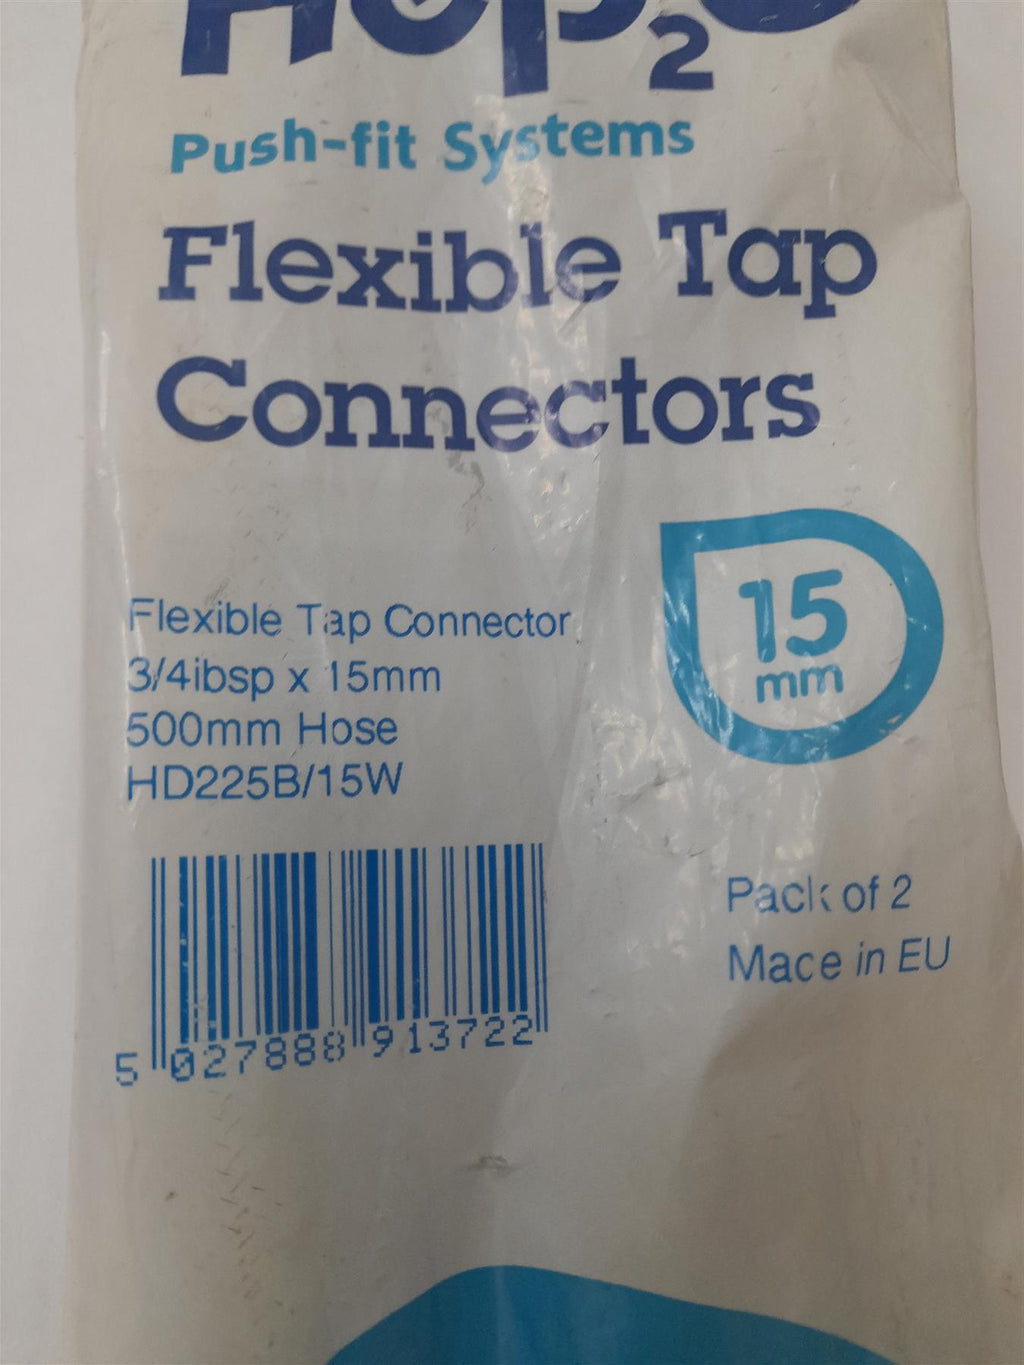 Push-fit Systems
Flexible Tap
Connectors
15
mm
Flexible Tap Connector
3/4ibsp x 15mm
500mm Hose
HD225B/15W
Pack of 2
Made in EU
5 027888 913722